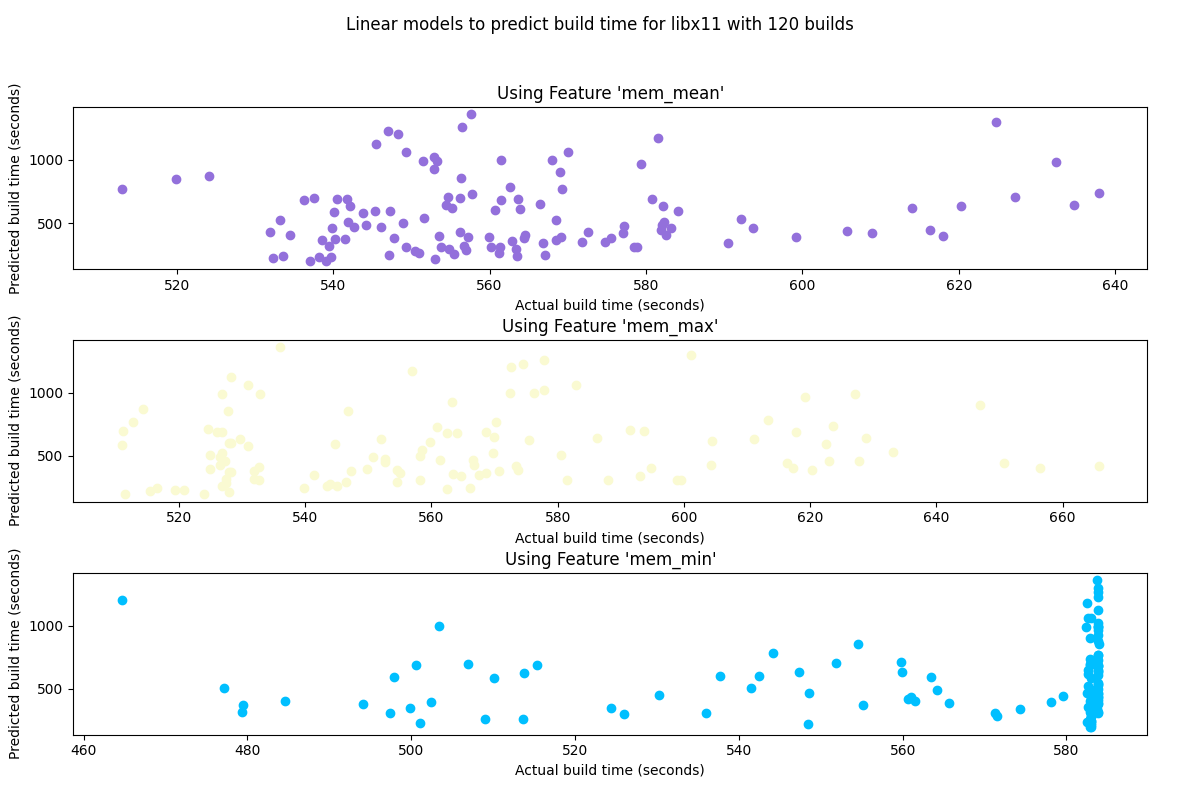 Linear models to predict build time for libx11 with 120 builds
Using Feature 'mem_mean'
Predicted build time (seconds)
1000
500
520 540 560 580 600 620 640
Actual build time (seconds)
Using Feature 'mem_max'
Predicted build time (seconds)
1000
500
520 540 560 580 600 620 640 660
Actual build time (seconds)
Using Feature 'mem_min'
Predicted build time (seconds)
1000
500
460 480 500 520 540 560 580
Actual build time (seconds)